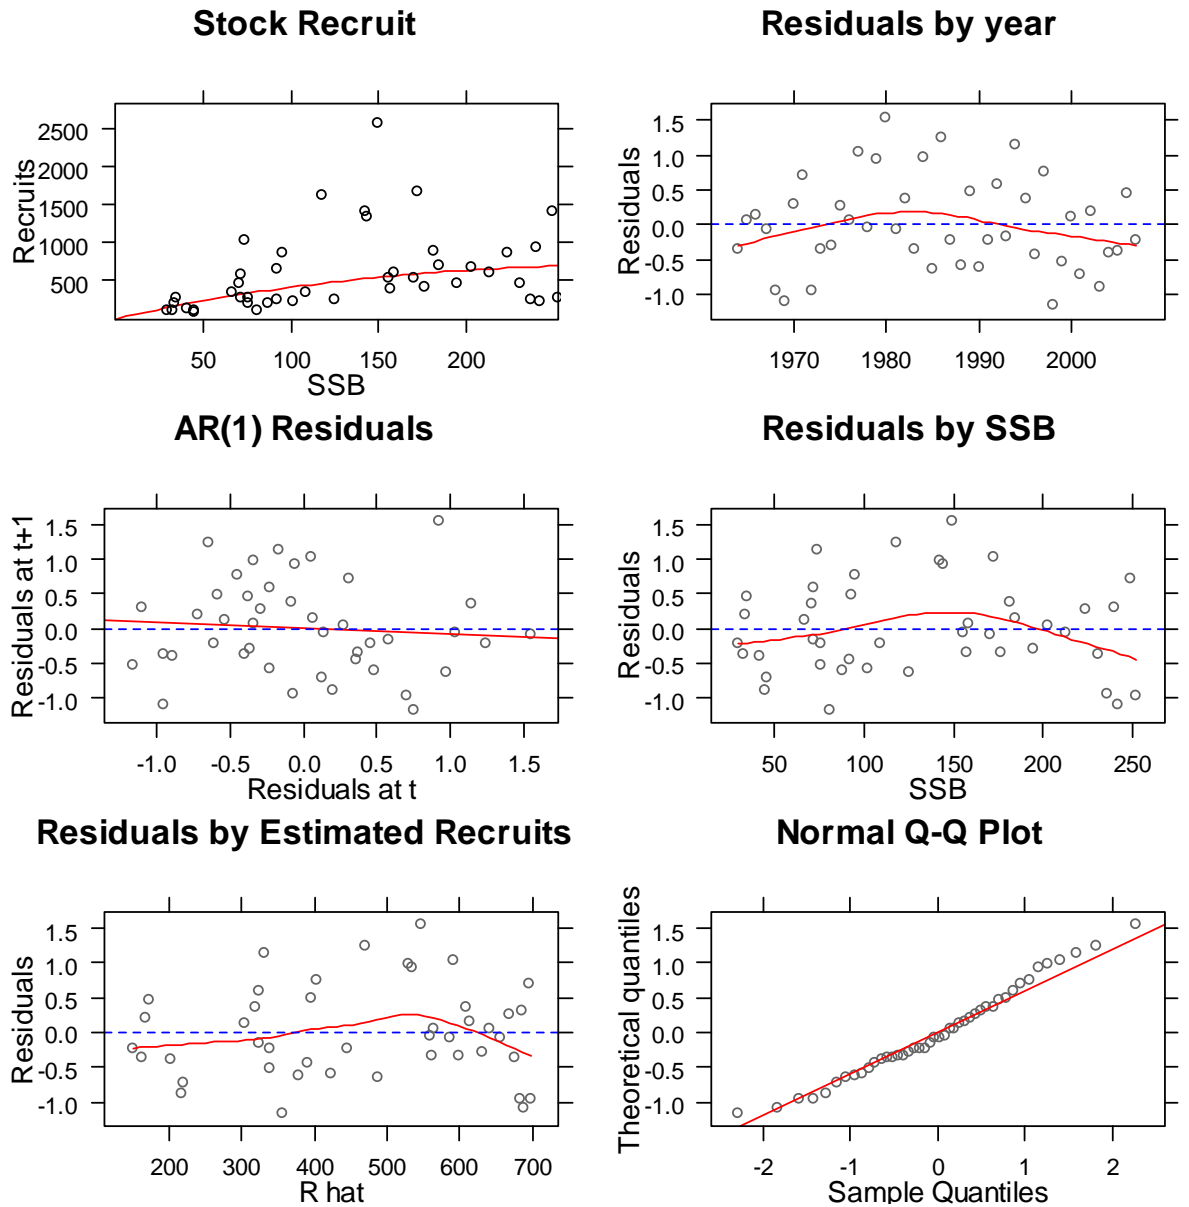 Stock Recruit
Recruits
2500
2000
1500
1000
500
50 100 150 200
SSB
Residuals by year
Residuals
1.5
1.0
0.5
0.0
-0.5
-1.0
1970 1980 1990 2000
AR(1) Residuals
Residuals at t+1
1.5
1.0
0.5
0.0
-0.5
-1.0
-1.0 -0.5 0.0 0.5 1.0 1.5
Residuals at t
Residuals by SSB
Residuals
1.5
1.0
0.5
0.0
-0.5
-1.0
50 100 150 200 250
SSB
Residuals by Estimated Recruits
Residuals
1.5
1.0
0.5
0.0
-0.5
-1.0
200 300 400 500 600 700
R hat
Normal Q-Q Plot
Theoretical quantiles
1.5
1.0
0.5
0.0
-0.5
-1.0
-2 -1 0 1 2
Sample Quantiles